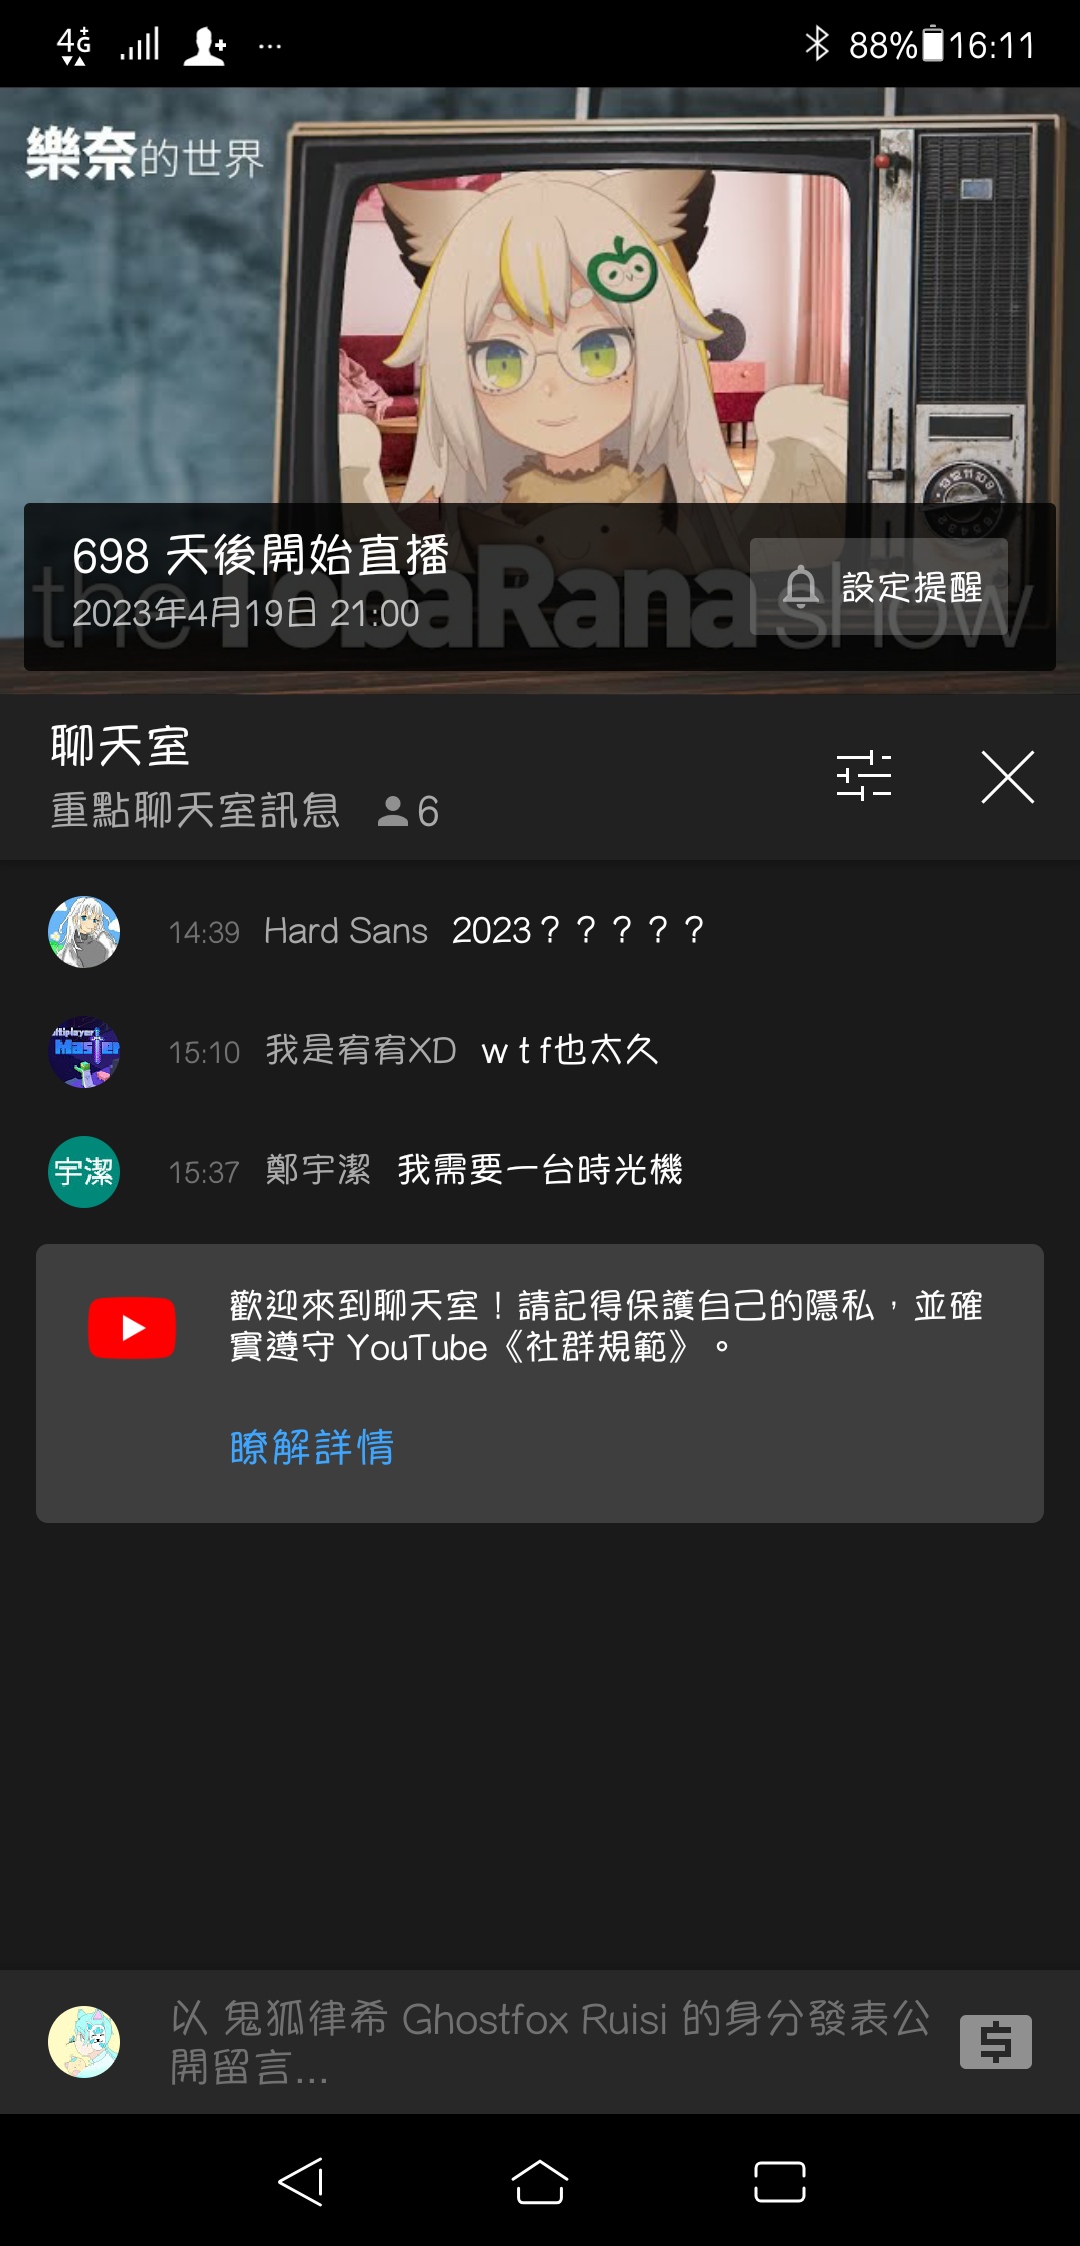 4G+
88% 16:11
樂奈的世界
698 天後開始直播
2023年4月19日 21:00
設定提醒
the TobaRana show
聊天室
重點聊天室訊息 6
14:39 Hard Sans 2023？？？？？
15:10 我是宥宥XD ｗｔｆ也太久
15:37 鄭宇潔 我需要一台時光機
宇潔
歡迎來到聊天室！請記得保護自己的隱私，並確
實遵守 YouTube《社群規範》。
瞭解詳情
以 鬼狐律希 Ghostfox Ruisi 的身分發表公
開留言...